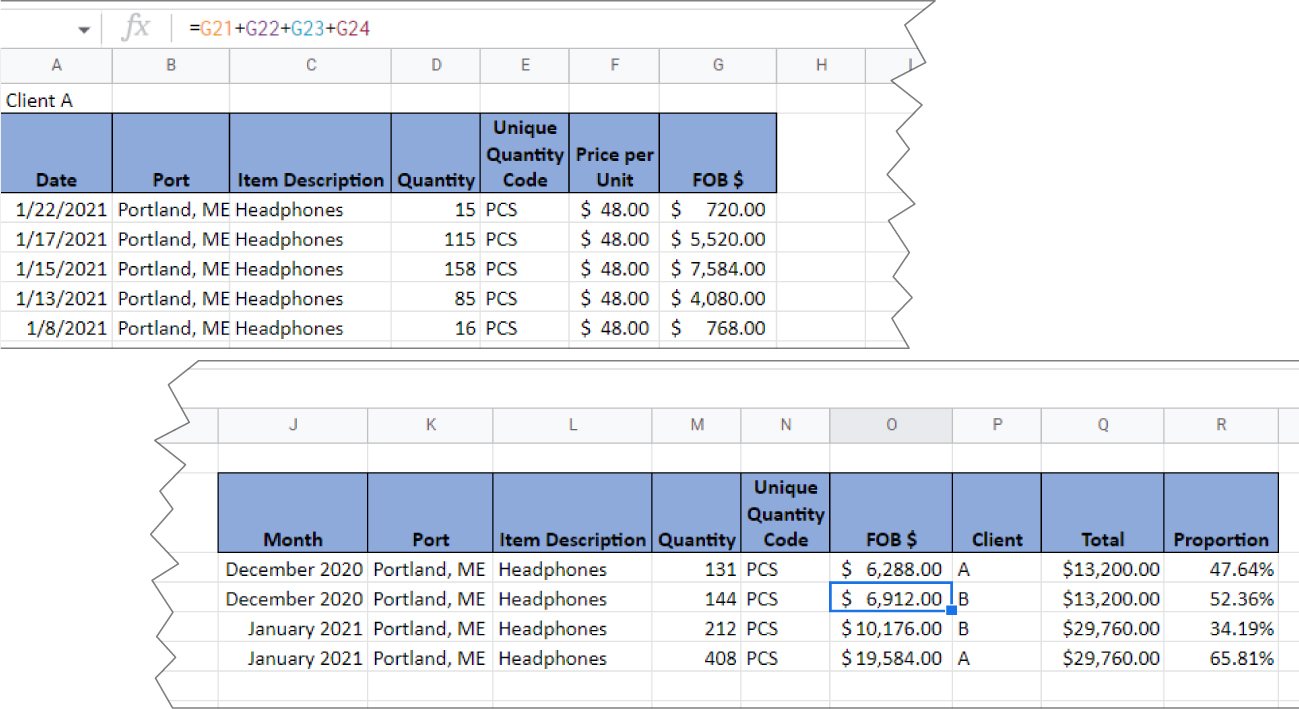 fx =G21+G22+G23+G24
A B C D E F G H
Client A
Date Port Item Description Quantity Unique Quantity Code Price per Unit FOB $
1/22/2021 Portland, ME Headphones 15 PCS $ 48.00 $ 720.00
1/17/2021 Portland, ME Headphones 115 PCS $ 48.00 $ 5,520.00
1/15/2021 Portland, ME Headphones 158 PCS $ 48.00 $ 7,584.00
1/13/2021 Portland, ME Headphones 85 PCS $ 48.00 $ 4,080.00
1/8/2021 Portland, ME Headphones 16 PCS $ 48.00 $ 768.00
J K L M N O P Q R
Month Port Item Description Quantity Unique Quantity Code FOB $ Client Total Proportion
December 2020 Portland, ME Headphones 131 PCS $ 6,288.00 A $13,200.00 47.64%
December 2020 Portland, ME Headphones 144 PCS $ 6,912.00 B $13,200.00 52.36%
January 2021 Portland, ME Headphones 212 PCS $ 10,176.00 B $29,760.00 34.19%
January 2021 Portland, ME Headphones 408 PCS $ 19,584.00 A $29,760.00 65.81%